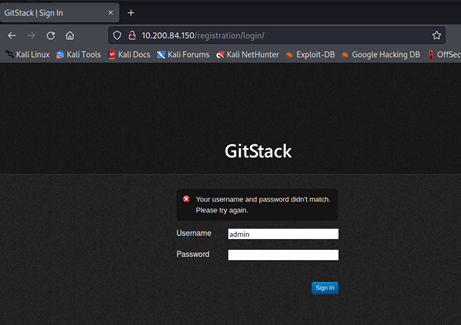 GitStack | Sign In
10.200.84.150/registration/login/
Kali Linux Kali Tools Kali Docs Kali Forums Kali NetHunter Exploit-DB Google Hacking DB OffSec
GitStack
Your username and password didn't match.
Please try again.
Username admin
Password
Sign In